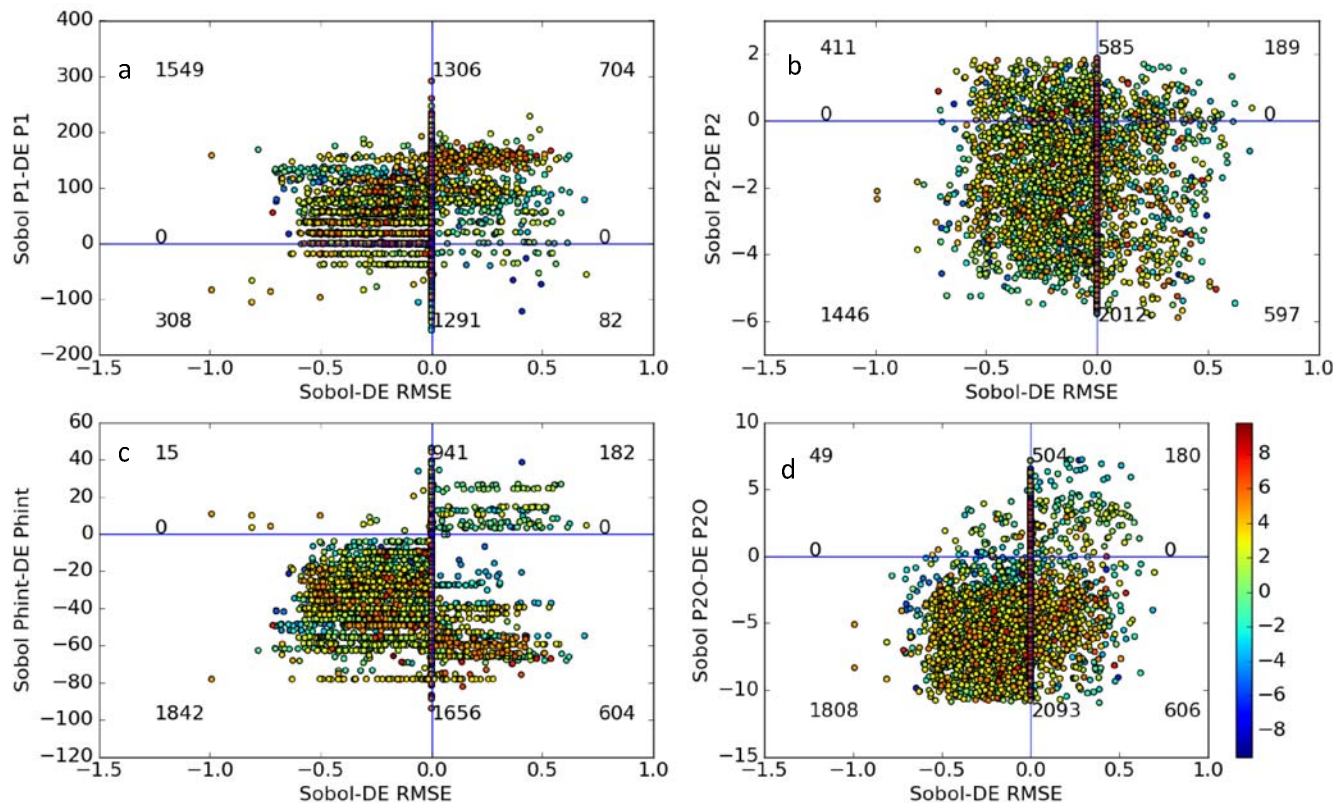 a
1549 1306 704
0 0
308 1291 82
400
300
200
100
0
−100
−200
−1.5 −1.0 −0.5 0.0 0.5 1.0
Sobol P1-DE P1
Sobol-DE RMSE
b
411 585 189
0 0
1446 2012 597
2
0
−2
−4
−6
−1.5 −1.0 −0.5 0.0 0.5 1.0
Sobol P2-DE P2
Sobol-DE RMSE
c
15 941 182
0 0
1842 1656 604
60
40
20
0
−20
−40
−60
−80
−100
−120
−1.5 −1.0 −0.5 0.0 0.5 1.0
Sobol Phint-DE Phint
Sobol-DE RMSE
d
49 504 180
0 0
1808 2093 606
10
5
0
−5
−10
−15
−1.5 −1.0 −0.5 0.0 0.5 1.0
Sobol P2O-DE P2O
Sobol-DE RMSE
8
6
4
2
0
−2
−4
−6
−8